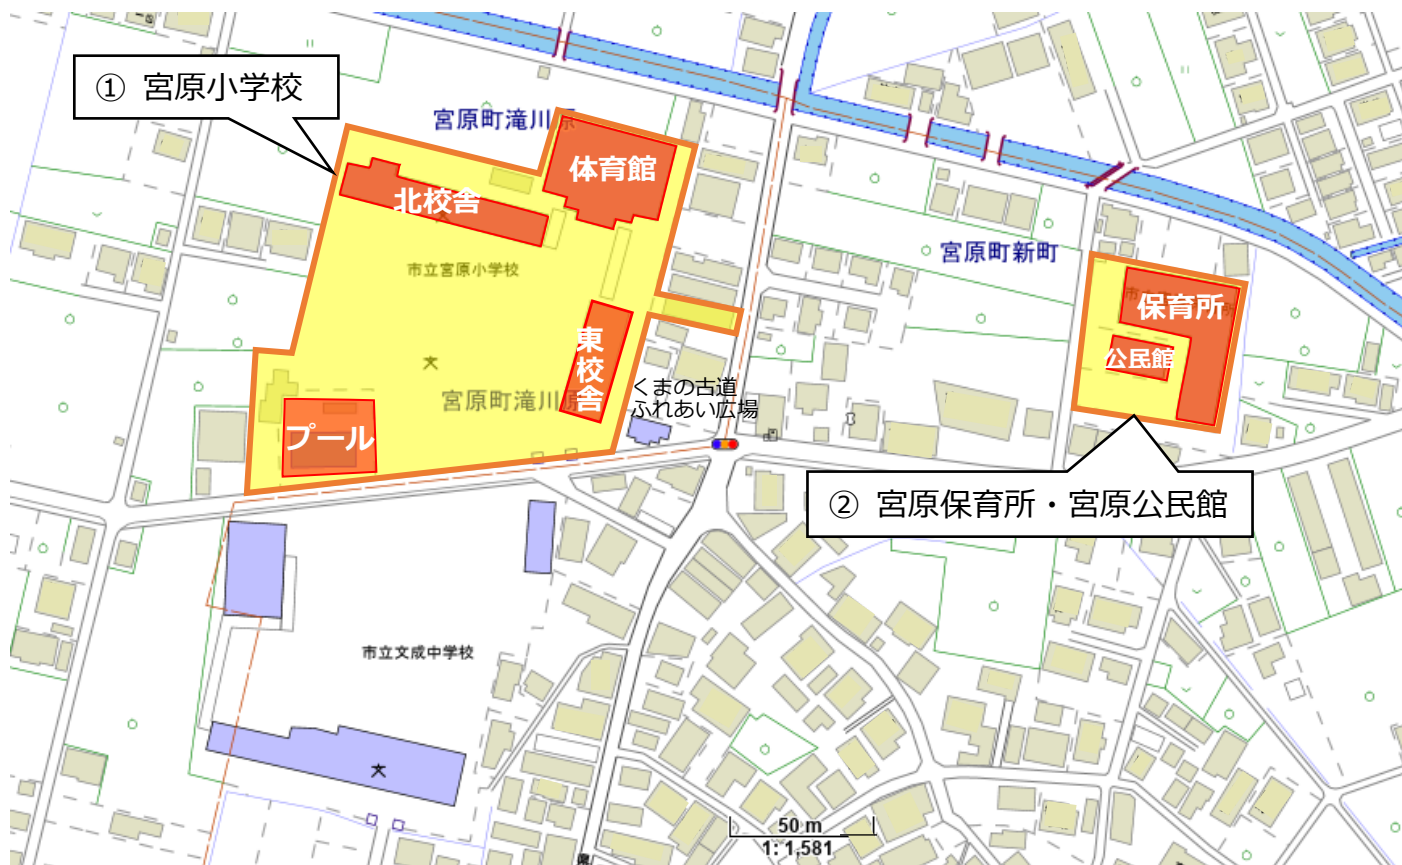 ① 宮原小学校
宮原町滝川原
体育館
北校舎
市立宮原小学校
宮原町新町
保育所
公民館
東校舎
文
宮原町滝川原
くまの古道
ふれあい広場
プール
② 宮原保育所・宮原公民館
市立文成中学校
文
50 m
1: 1,581